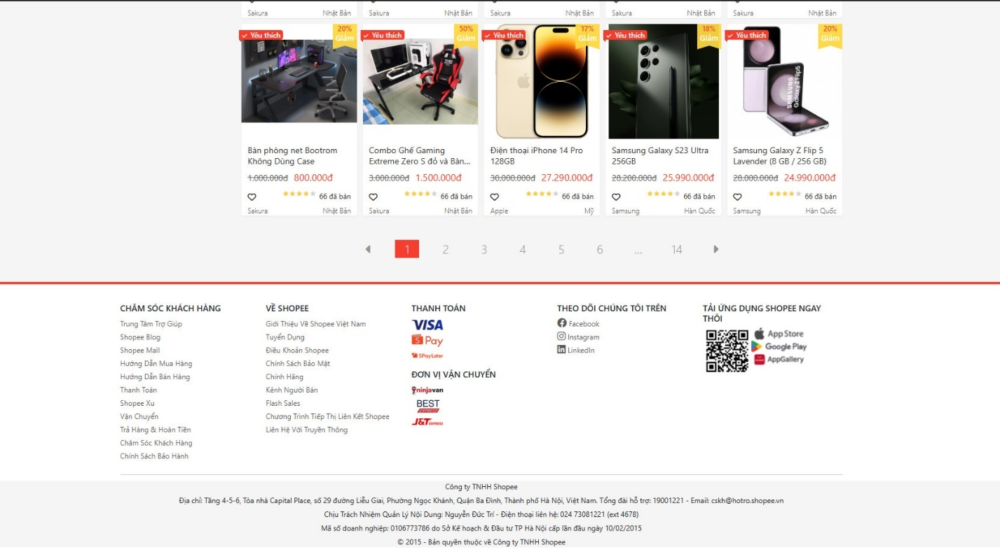 Sakura Nhật Bản Sakura Nhật Bản Sakura Nhật Bản Sakura Nhật Bản Sakura Nhật Bản
Yêu thích 20% Giảm
Yêu thích 50% Giảm
Yêu thích 17% Giảm
Yêu thích 18% Giảm
Yêu thích 20% Giảm
ZERO
SAMSUNG
Galaxy Z Flip5
Bàn phòng net Bootrom
Không Dùng Case
1.000.000đ 800.000đ
66 đã bán
Sakura Nhật Bản
Combo Ghế Gaming
Extreme Zero S đỏ và Bàn...
3.000.000đ 1.500.000đ
66 đã bán
Sakura Nhật Bản
Điện thoại iPhone 14 Pro
128GB
30.000.000đ 27.290.000đ
66 đã bán
Apple Mỹ
Samsung Galaxy S23 Ultra
256GB
28.200.000đ 25.990.000đ
66 đã bán
Samsung Hàn Quốc
Samsung Galaxy Z Flip 5
Lavender (8 GB / 256 GB)
28.000.000đ 24.990.000đ
66 đã bán
Samsung Hàn Quốc
1 2 3 4 5 6 ... 14
CHĂM SÓC KHÁCH HÀNG
Trung Tâm Trợ Giúp
Shopee Blog
Shopee Mall
Hướng Dẫn Mua Hàng
Hướng Dẫn Bán Hàng
Thanh Toán
Shopee Xu
Vận Chuyển
Trả Hàng & Hoàn Tiền
Chăm Sóc Khách Hàng
Chính Sách Bảo Hành
VỀ SHOPEE
Giới Thiệu Về Shopee Việt Nam
Tuyển Dụng
Điều Khoản Shopee
Chính Sách Bảo Mật
Chính Hãng
Kênh Người Bán
Flash Sales
Chương Trình Tiếp Thị Liên Kết Shopee
Liên Hệ Với Truyền Thông
THANH TOÁN
VISA
S Pay
SPayLater
ĐƠN VỊ VẬN CHUYỂN
ninjavan
BEST
EXPRESS
J&T EXPRESS
THEO DÕI CHÚNG TÔI TRÊN
Facebook
Instagram
LinkedIn
TẢI ỨNG DỤNG SHOPEE NGAY
THÔI
App Store
Google Play
AppGallery
Công ty TNHH Shopee
Địa chỉ: Tầng 4-5-6, Tòa nhà Capital Place, số 29 đường Liễu Giai, Phường Ngọc Khánh, Quận Ba Đình, Thành phố Hà Nội, Việt Nam. Tổng đài hỗ trợ: 19001221 - Email: cskh@hotro.shopee.vn
Chịu Trách Nhiệm Quản Lý Nội Dung: Nguyễn Đức Trí - Điện thoại liên hệ: 024 73081221 (ext 4678)
Mã số doanh nghiệp: 0106773786 do Sở Kế hoạch & Đầu tư TP Hà Nội cấp lần đầu ngày 10/02/2015
© 2015 - Bản quyền thuộc về Công ty TNHH Shopee